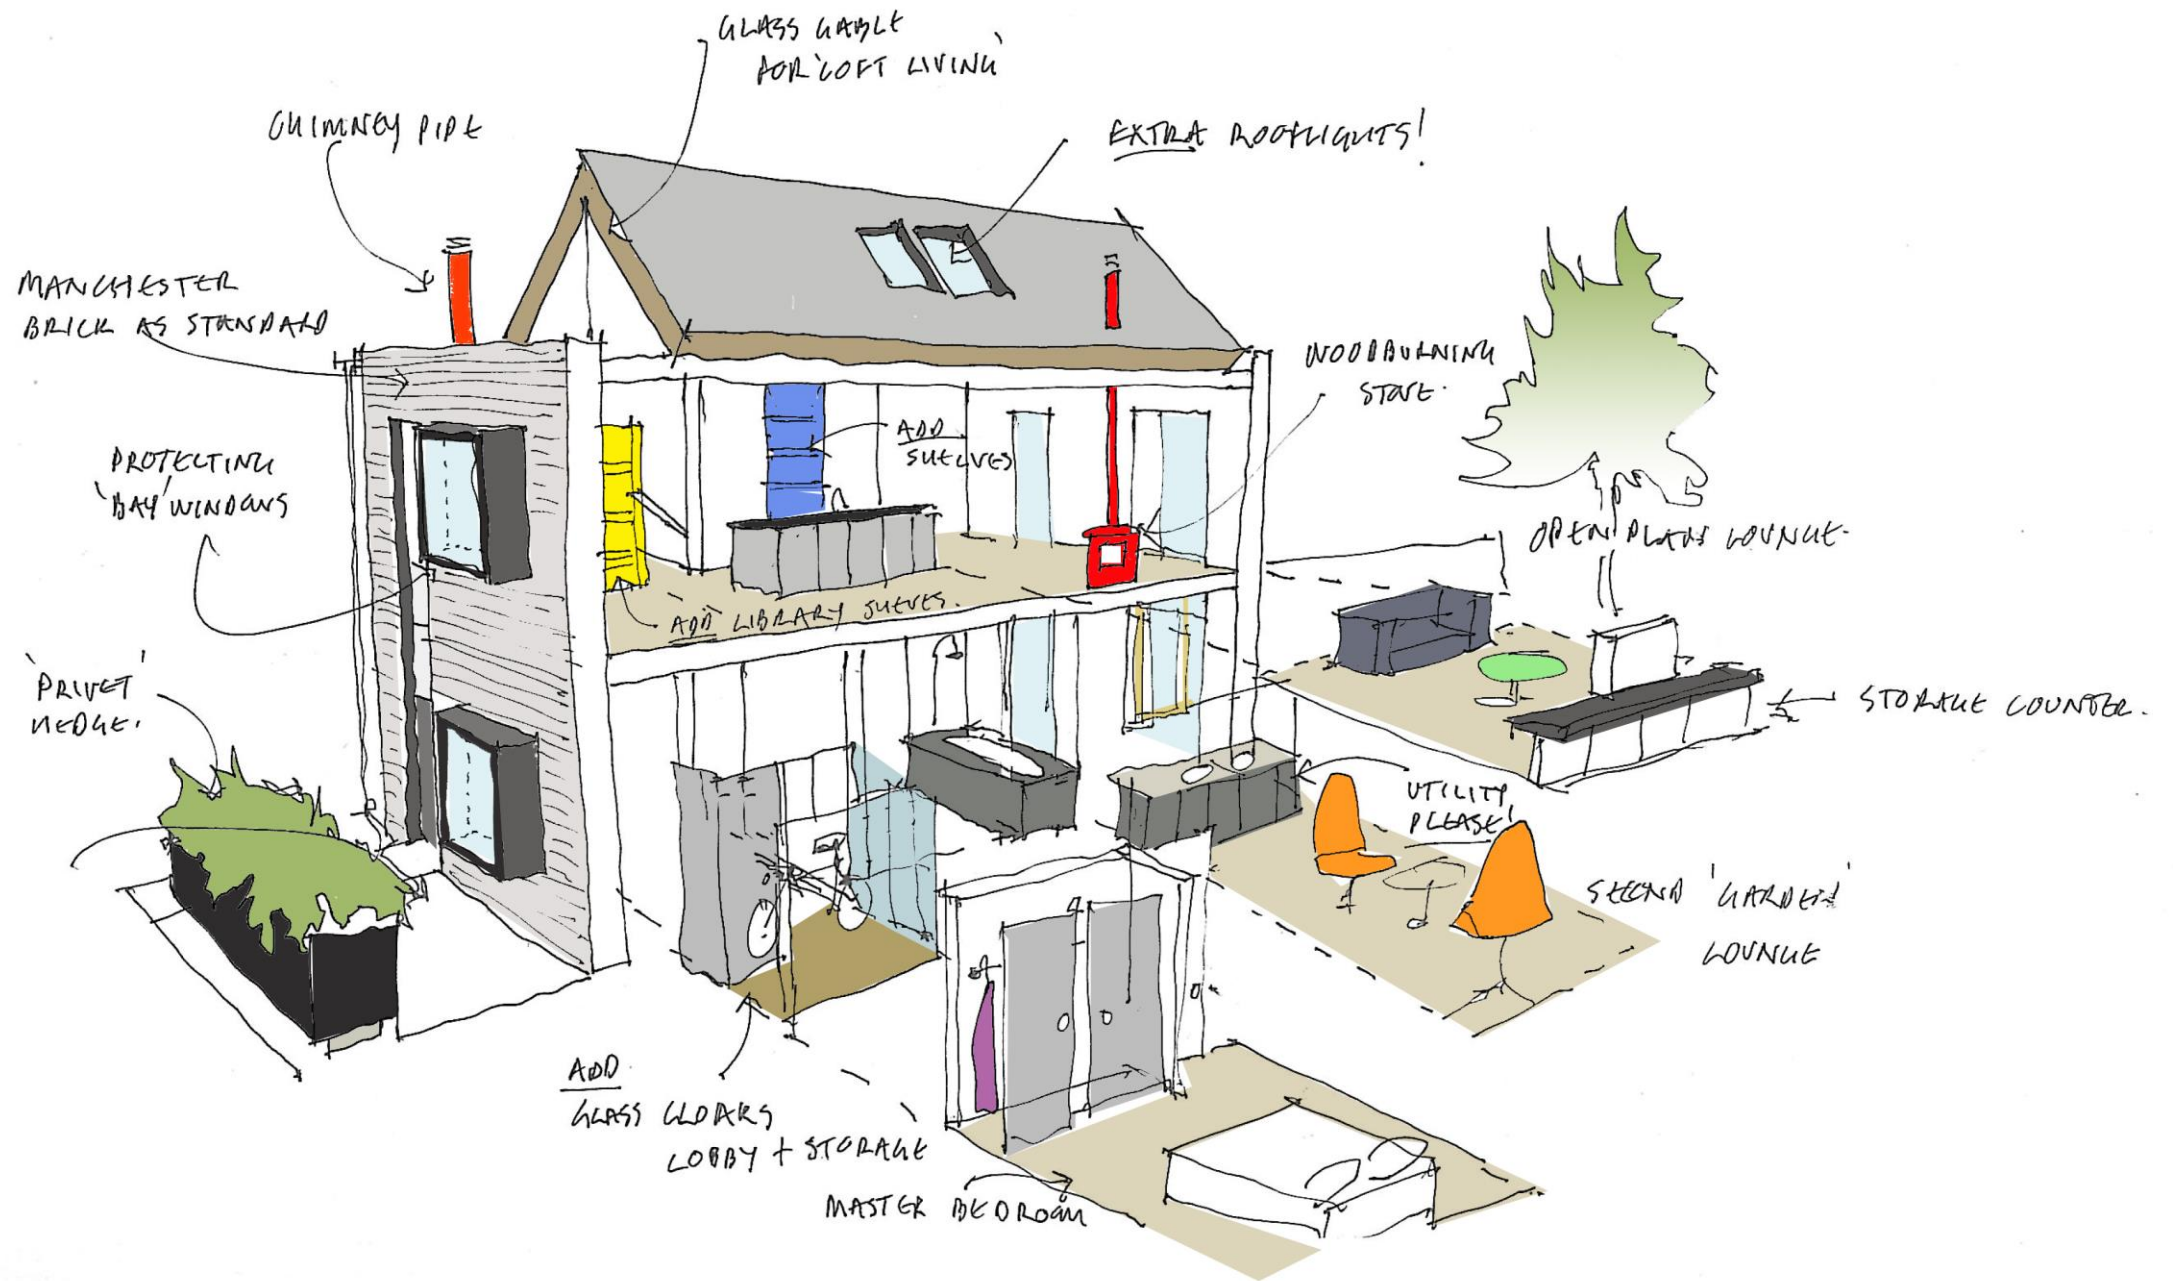 GLASS GABLE
FOR 'LOFT LIVING'
CHIMNEY PIPE
EXTRA ROOFLIGHTS!
MANCHESTER
BRICK AS STANDARD
WOODBURNING
STOVE.
ADD
SHELVES
PROTECTING
'BAY' WINDOWS
OPEN PLAN LOUNGE.
ADD LIBRARY SHEVES.
'PRIVET'
HEDGE.
STORAGE COUNTER.
UTILITY,
PLEASE!
SECOND 'GARDEN'
LOUNGE
ADD
GLASS CLOAKS
LOBBY + STORAGE
MASTER BEDROOM